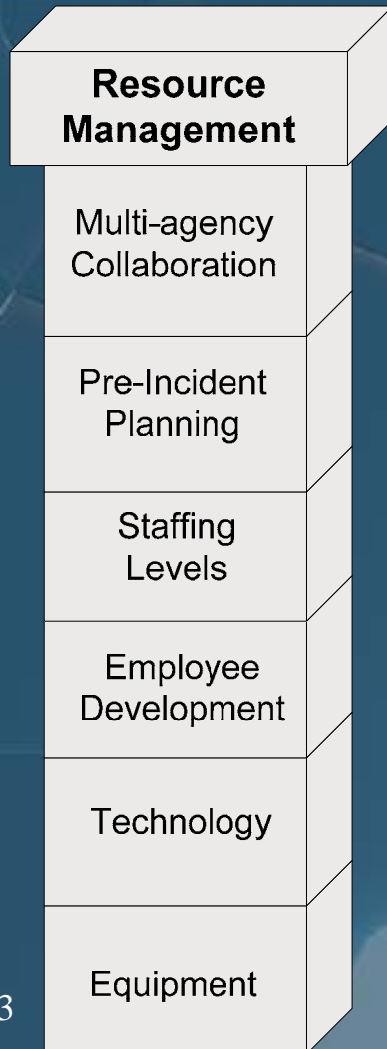 Resource
Management
Multi-agency
Collaboration
Pre-Incident
Planning
Staffing
Levels
Employee
Development
Technology
Equipment
3